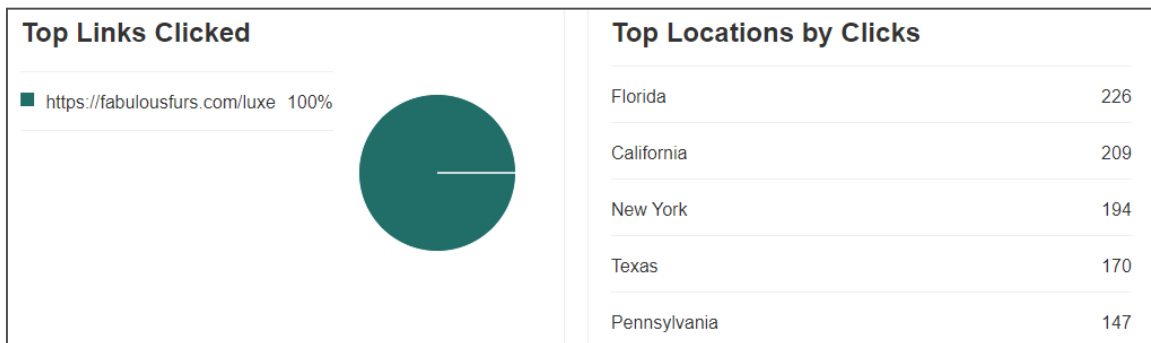 Top Links Clicked
https://fabulousfurs.com/luxe 100%
Top Locations by Clicks
Florida 226
California 209
New York 194
Texas 170
Pennsylvania 147